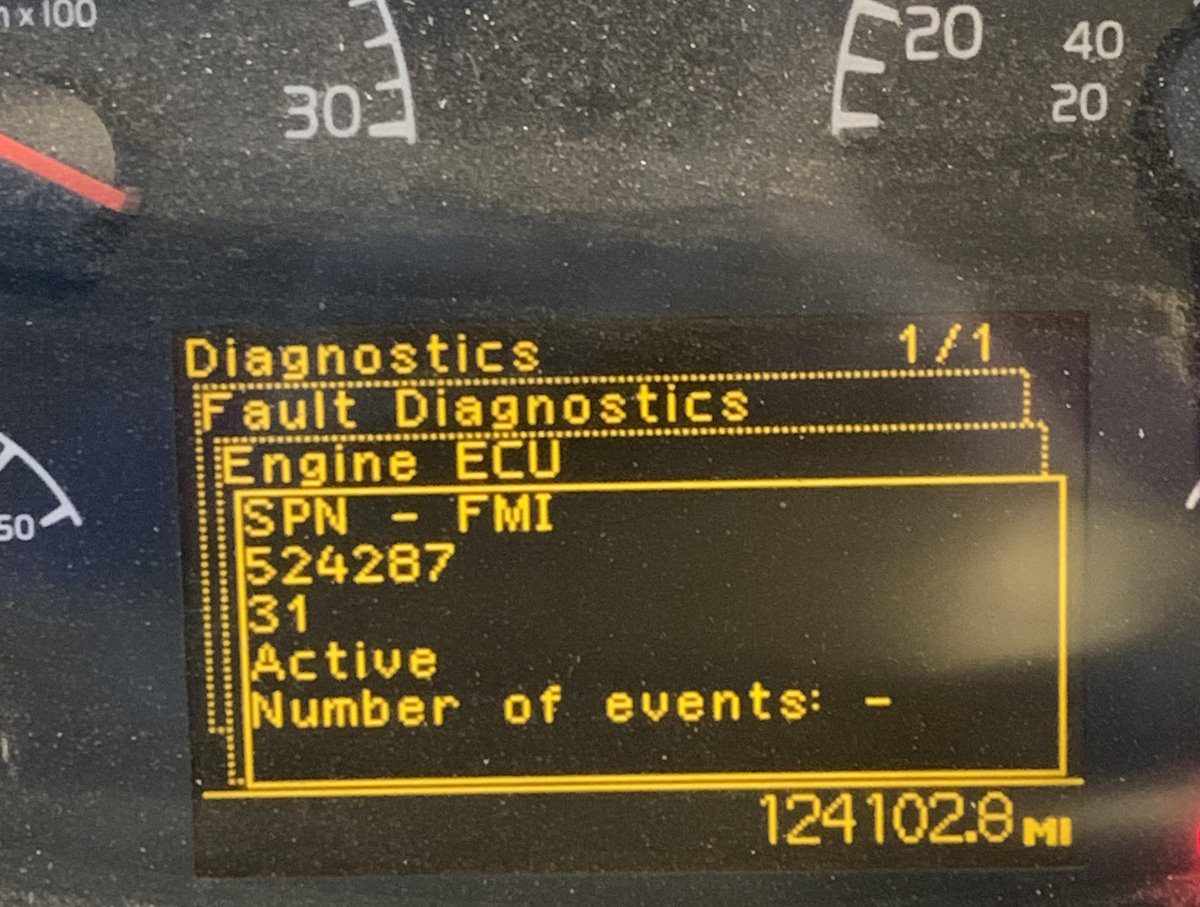 x100
30
20 40
20
50
Diagnostics 1/1
Fault Diagnostics
Engine ECU
SPN - FMI
524287
31
Active
Number of events: -
124102.8 MI